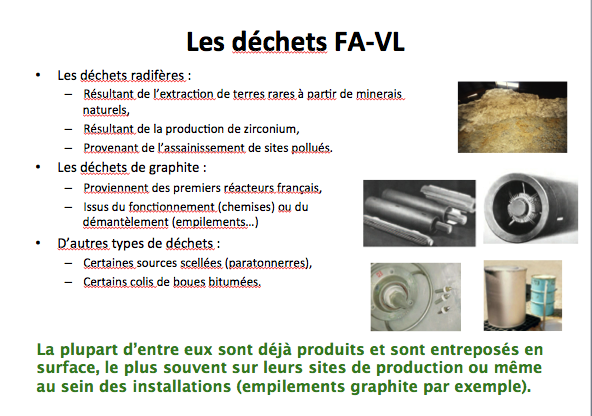 Les déchets FA-VL
• Les déchets radifères :
– Résultant de l'extraction de terres rares à partir de minerais
naturels,
– Résultant de la production de zirconium,
– Provenant de l'assainissement de sites pollués.
• Les déchets de graphite :
– Proviennent des premiers réacteurs français,
– Issus du fonctionnement (chemises) ou du
démantèlement (empilements…)
• D'autres types de déchets :
– Certaines sources scellées (paratonnerres),
– Certains colis de boues bitumées.
La plupart d'entre eux sont déjà produits et sont entreposés en
surface, le plus souvent sur leurs sites de production ou même
au sein des installations (empilements graphite par exemple).